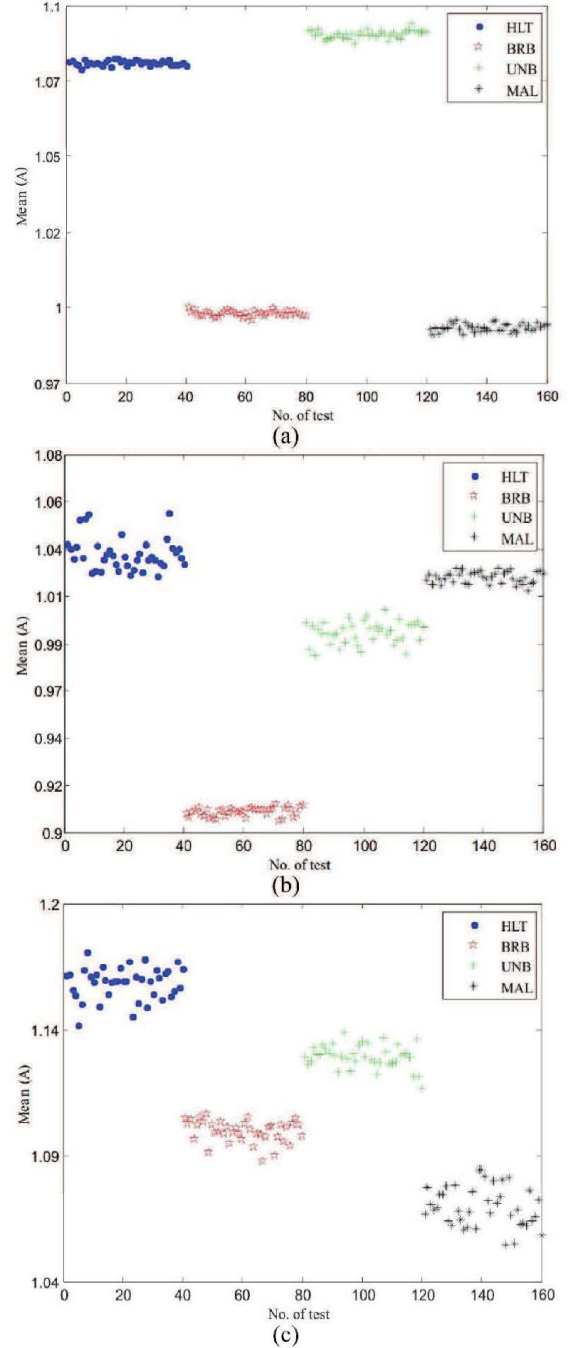 1.1
1.07
1.05
1.02
1
0.97
Mean (A)
HLT
BRB
UNB
MAL
0 20 40 60 80 100 120 140 160
No. of test
(a)
1.08
1.06
1.04
1.01
0.99
0.97
0.94
0.92
0.9
Mean (A)
HLT
BRB
UNB
MAL
0 20 40 60 80 100 120 140 160
No. of test
(b)
1.2
1.14
1.09
1.04
Mean (A)
HLT
BRB
UNB
MAL
0 20 40 60 80 100 120 140 160
No. of test
(c)